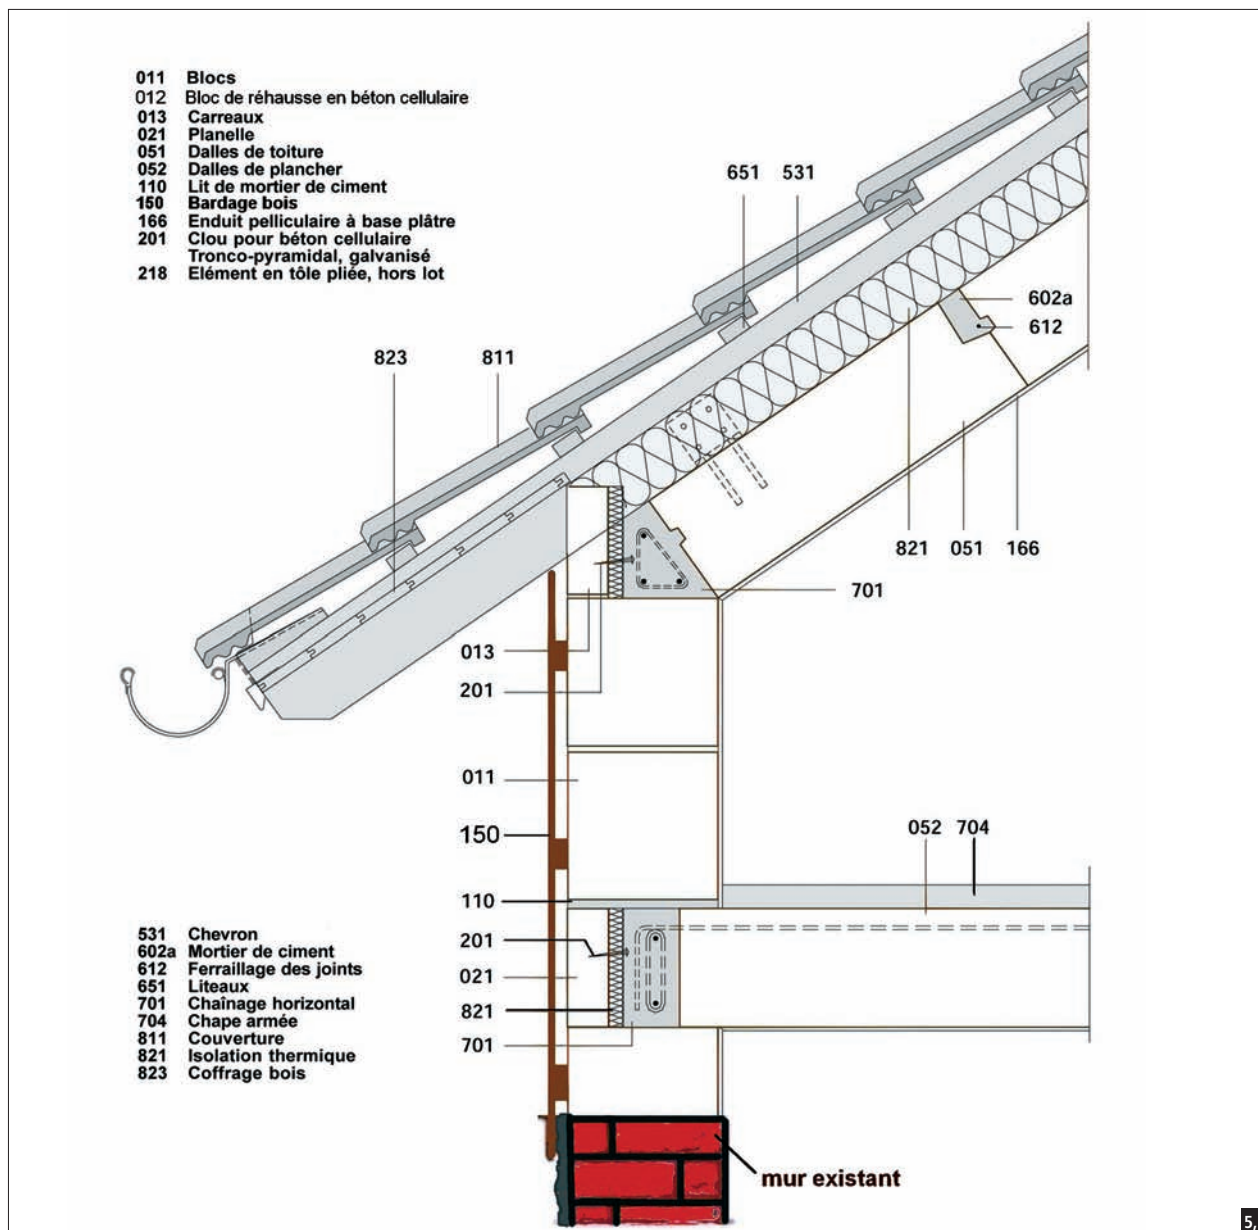 011 Blocs
012 Bloc de réhausse en béton cellulaire
013 Carreaux
021 Planelle
051 Dalles de toiture
052 Dalles de plancher
110 Lit de mortier de ciment
150 Bardage bois
166 Enduit pelliculaire à base plâtre
201 Clou pour béton cellulaire
Tronco-pyramidal, galvanisé
218 Elément en tôle pliée, hors lot
651 531
602a
612
823 811
821 051 166
701
013
201
011
150
052 704
110
201
021
821
701
531 Chevron
602a Mortier de ciment
612 Ferraillage des joints
651 Liteaux
701 Chaînage horizontal
704 Chape armée
811 Couverture
821 Isolation thermique
823 Coffrage bois
mur existant
5